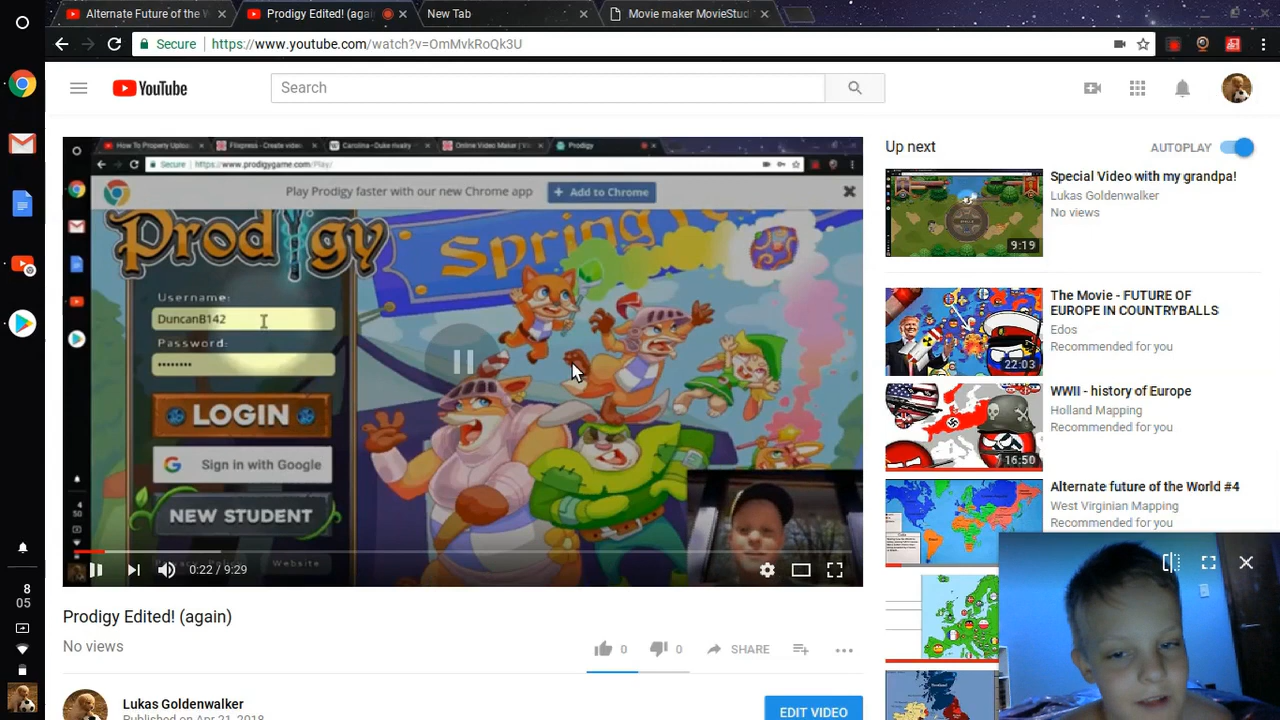 Alternate Future of the W
Prodigy Edited! (aga
New Tab
Movie maker MovieStudi
Secure
https://www.youtube.com/watch?v=OmMvkRoQk3U
YouTube
Search
How To Properly Uploa
Filepress - Create video
Carolina - Duke rivalry
Online Video Maker | V
Prodigy
Secure
https://www.prodigygame.com/Play/
Play Prodigy faster with our new Chrome app
+ Add to Chrome
Prodigy
Spring
Username:
DuncanB142
Password:
••••••••
LOGIN
G Sign in with Google
NEW STUDENT
Website
4
50
0:22 / 9:29
Prodigy Edited! (again)
No views
0
0
SHARE
Lukas Goldenwalker
Published on Apr 21, 2018
EDIT VIDEO
Up next
AUTOPLAY
Special Video with my grandpa!
Lukas Goldenwalker
No views
9:19
The Movie - FUTURE OF
EUROPE IN COUNTRYBALLS
Edos
Recommended for you
22:03
WWII - history of Europe
Holland Mapping
Recommended for you
16:50
Alternate future of the World #4
West Virginian Mapping
Recommended for you
8
05